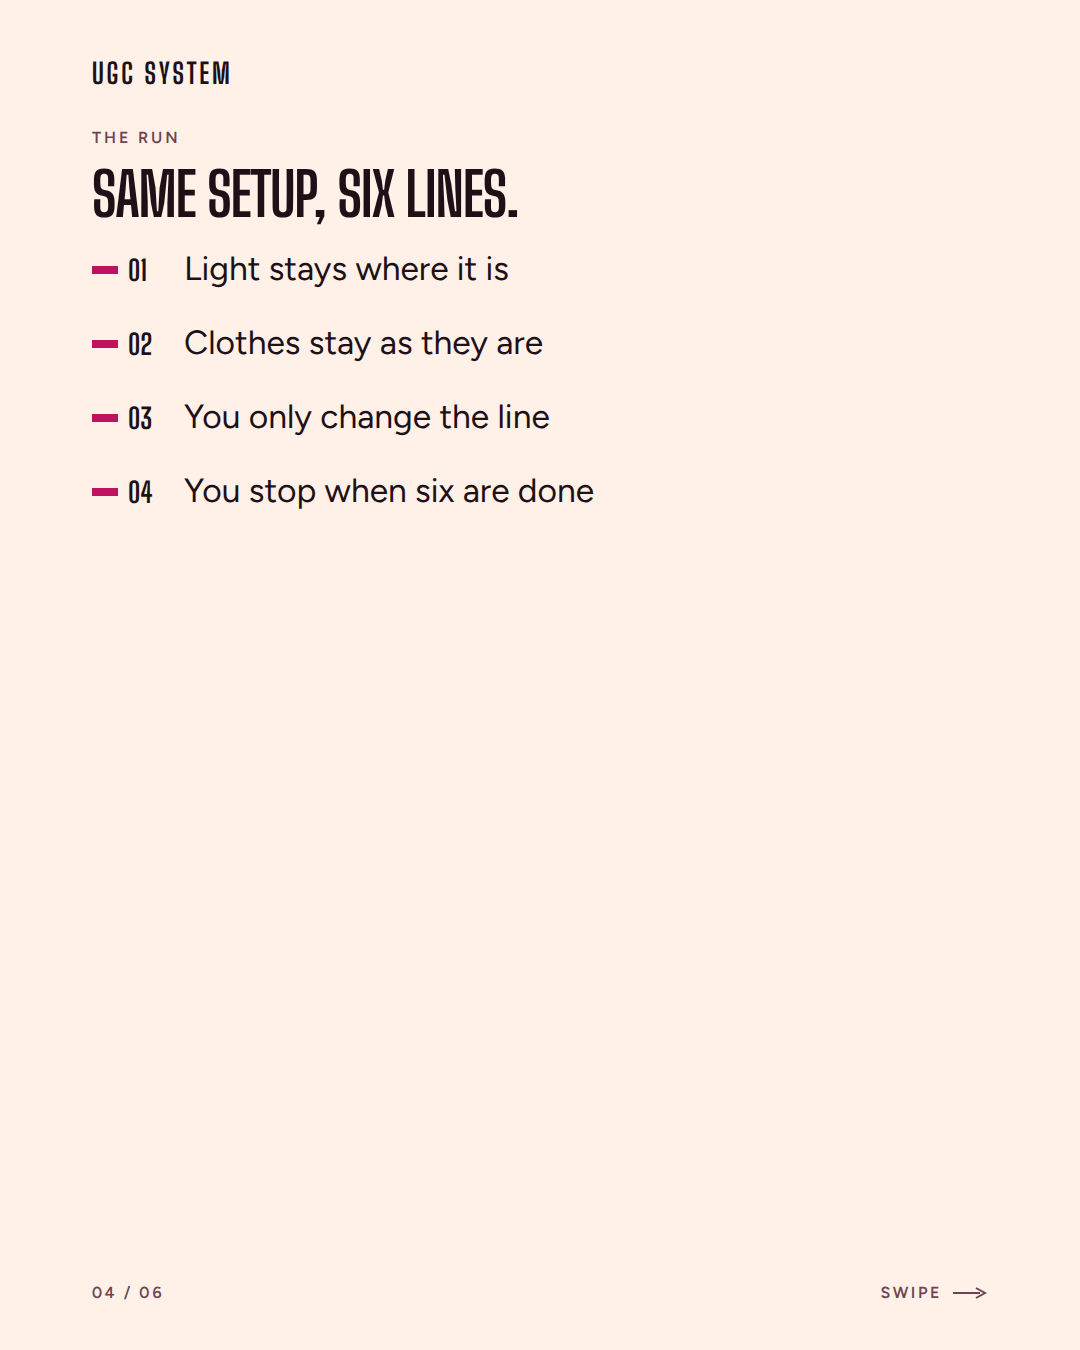 UGC SYSTEM
THE RUN
SAME SETUP, SIX LINES.
01 Light stays where it is
02 Clothes stay as they are
03 You only change the line
04 You stop when six are done
04 / 06
SWIPE